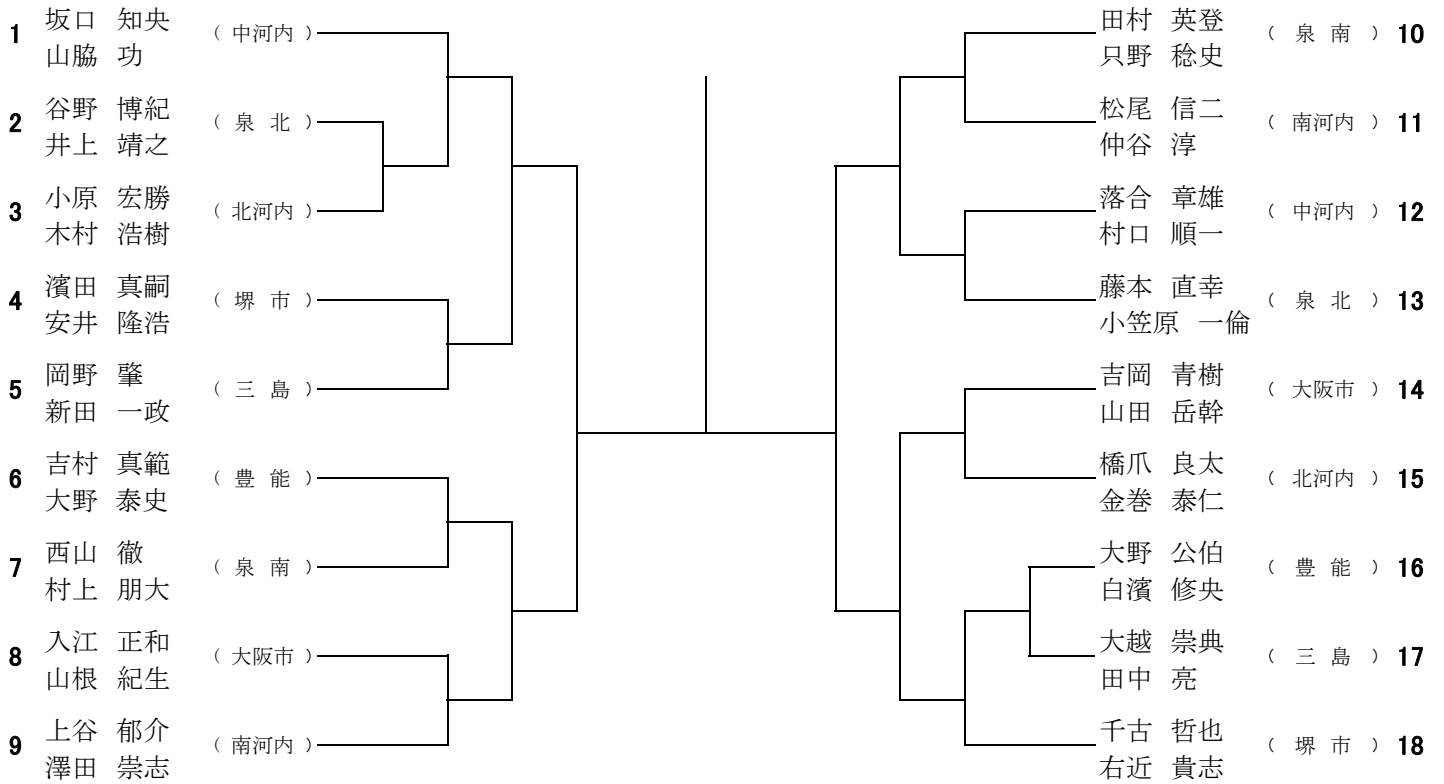 1 坂口 知央 ( 中河内 )
山脇 功
2 谷野 博紀 ( 泉 北 )
井上 靖之
3 小原 宏勝 ( 北河内 )
木村 浩樹
4 濱田 真嗣 ( 堺 市 )
安井 隆浩
5 岡野 肇 ( 三 島 )
新田 一政
6 吉村 真範 ( 豊 能 )
大野 泰史
7 西山 徹 ( 泉 南 )
村上 朋大
8 入江 正和 ( 大阪市 )
山根 紀生
9 上谷 郁介 ( 南河内 )
澤田 崇志
田村 英登 ( 泉 南 ) 10
只野 稔史
松尾 信二 ( 南河内 ) 11
仲谷 淳
落合 章雄 ( 中河内 ) 12
村口 順一
藤本 直幸 ( 泉 北 ) 13
小笠原 一倫
吉岡 青樹 ( 大阪市 ) 14
山田 岳幹
橋爪 良太 ( 北河内 ) 15
金巻 泰仁
大野 公伯 ( 豊 能 ) 16
白濱 修央
大越 崇典 ( 三 島 ) 17
田中 亮
千古 哲也 ( 堺 市 ) 18
右近 貴志